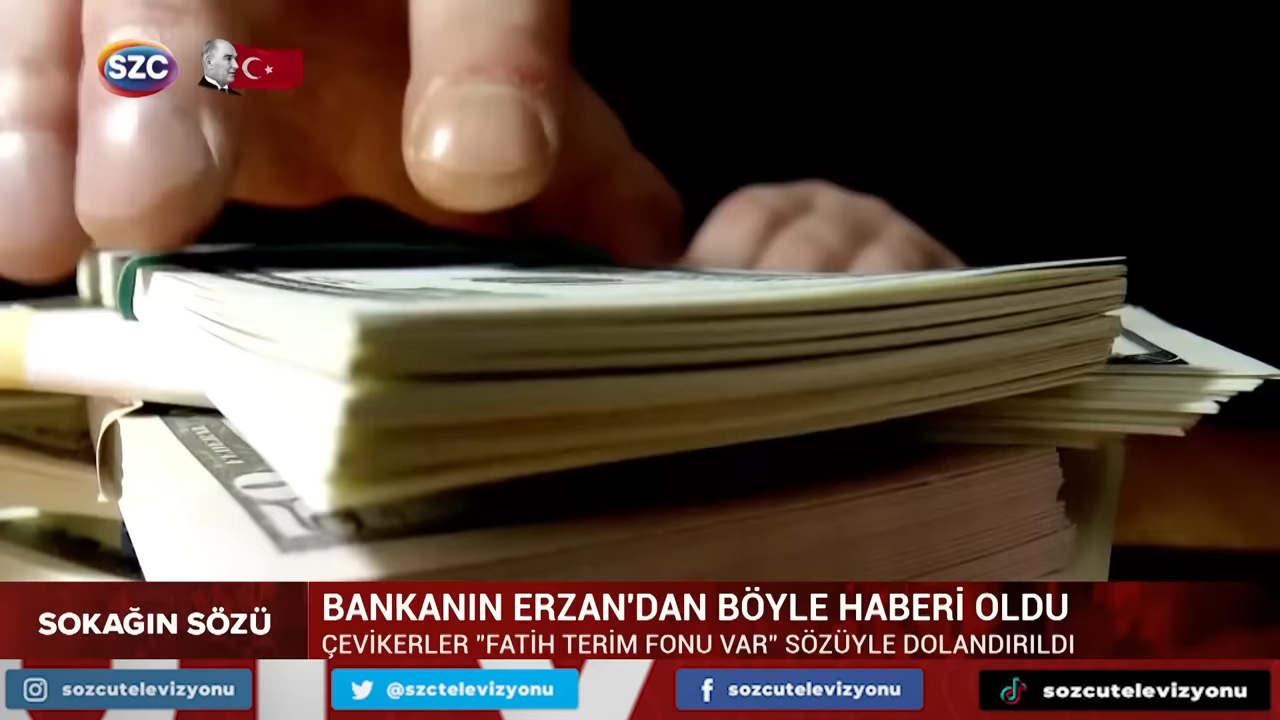 SZC
BANKANIN ERZAN'DAN BÖYLE HABERİ OLDU
SOKAĞIN SÖZÜ
ÇEVİKERLER "FATİH TERİM FONU VAR" SÖZÜYLE DOLANDIRILDI
sozcutelevizyonu
@szctelevizyonu
sozcutelevizyonu
sozcutelevizyonu